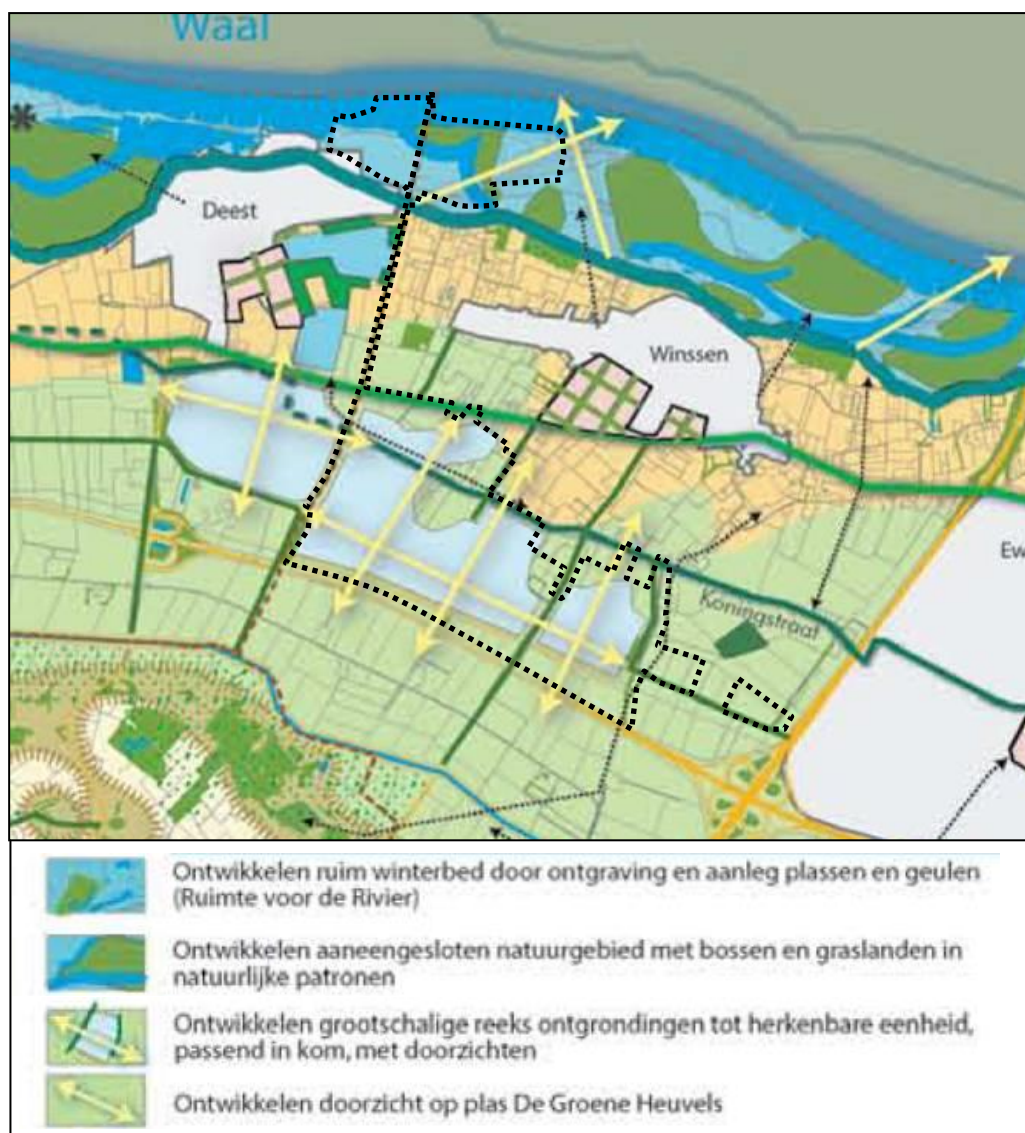 Waal
Deest
Winssen
Ew
Koningstraat
Ontwikkelen ruim winterbed door ontgraving en aanleg plassen en geulen
(Ruimte voor de Rivier)
Ontwikkelen aaneengesloten natuurgebied met bossen en graslanden in
natuurlijke patronen
Ontwikkelen grootschalige reeks ontgrondingen tot herkenbare eenheid,
passend in kom, met doorzichten
Ontwikkelen doorzicht op plas De Groene Heuvels